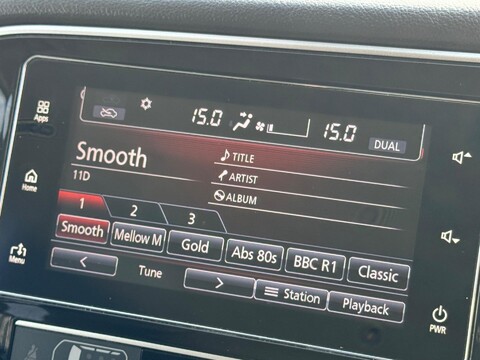 15.0
15.0
DUAL
Apps
Smooth
11D
TITLE
ARTIST
ALBUM
Home
1
2
3
Smooth
Mellow M
Gold
Abs 80s
BBC R1
Classic
Menu
<
Tune
>
Station
Playback
PWR